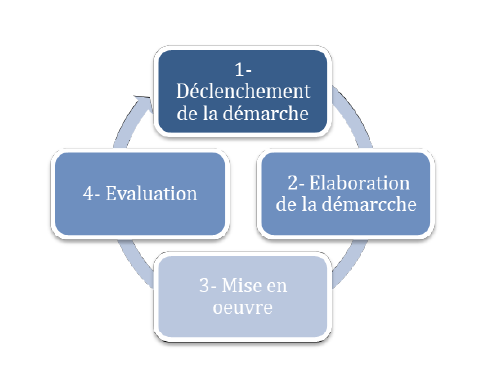 1-
Déclenchement
de la démarche
2- Elaboration
de la démarcche
3- Mise en
oeuvre
4- Evaluation